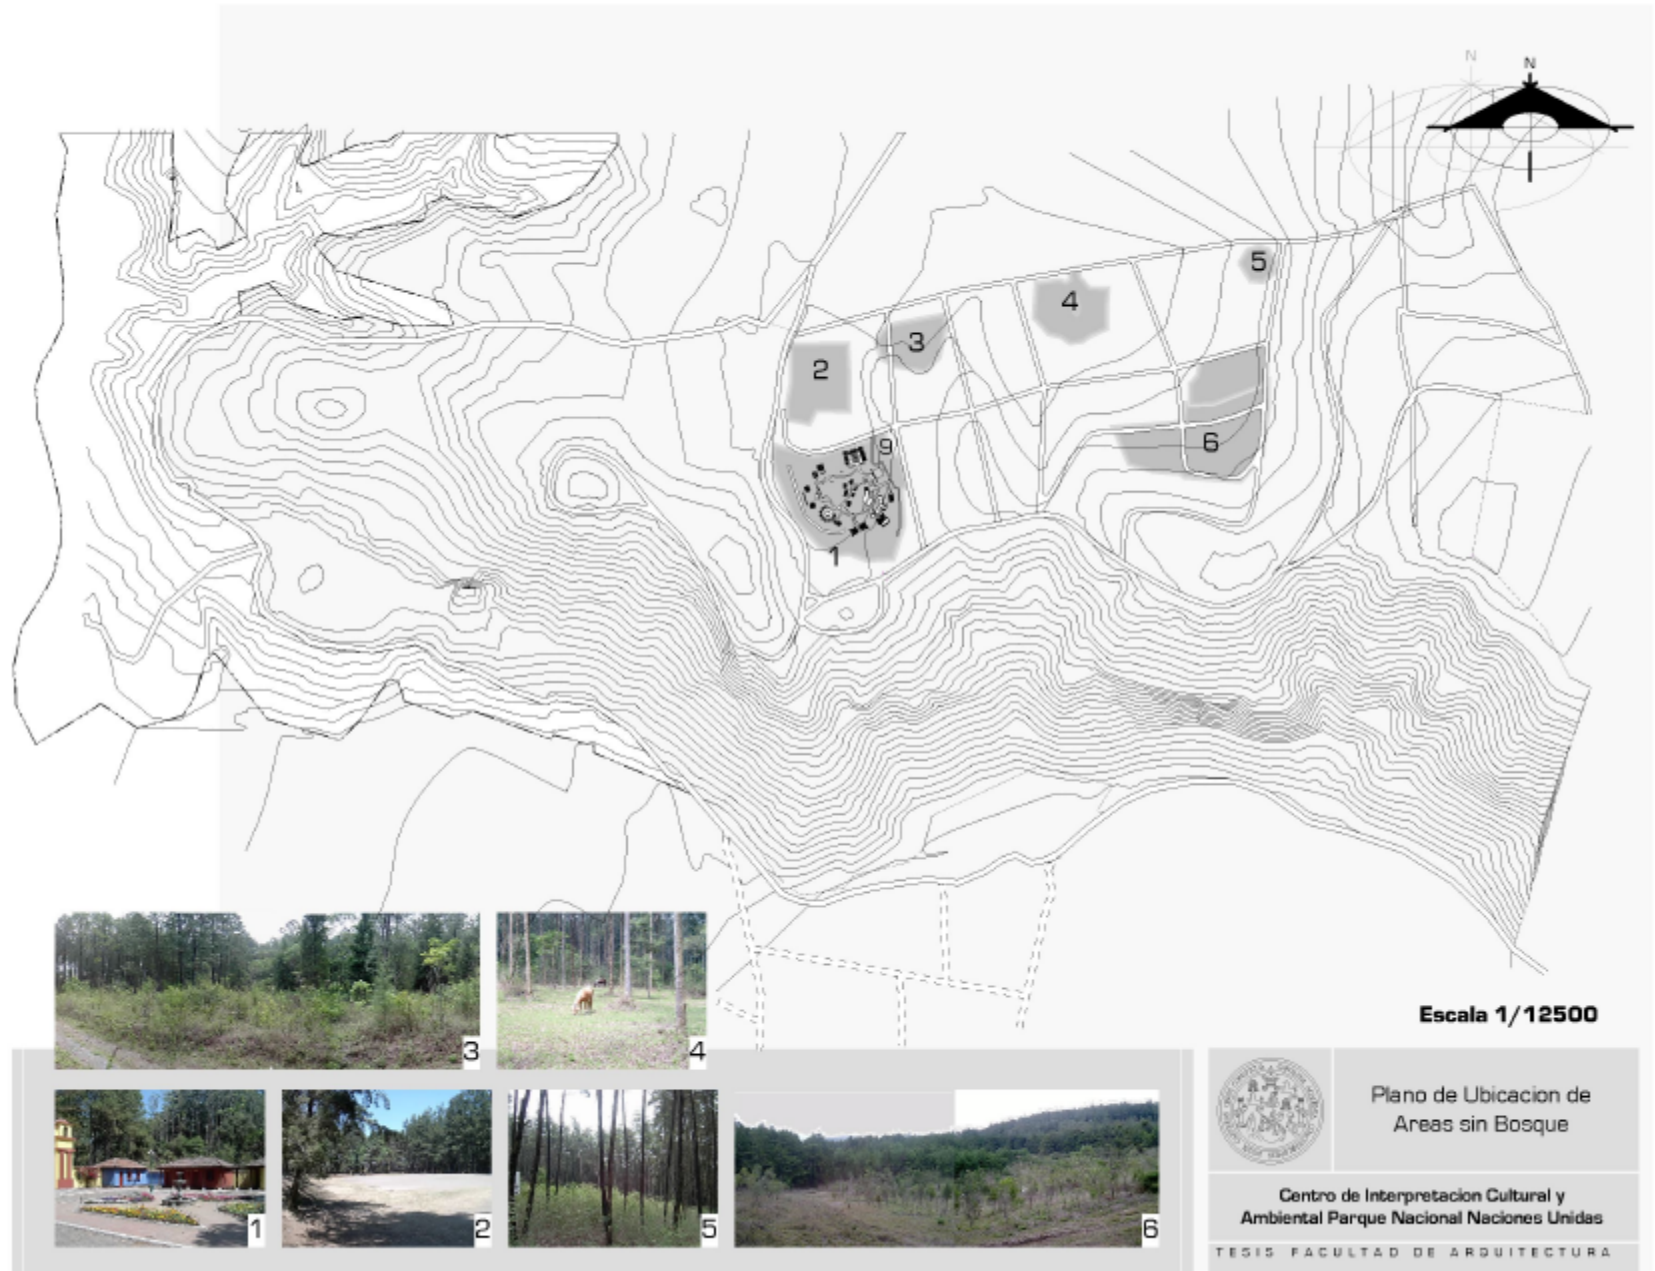 N
N
5
4
3
2
9
6
1
Escala 1/12500
3
4
1
2
5
6
Plano de Ubicacion de
Areas sin Bosque
Centro de Interpretacion Cultural y
Ambiental Parque Nacional Naciones Unidas
TESIS FACULTAD DE ARQUITECTURA